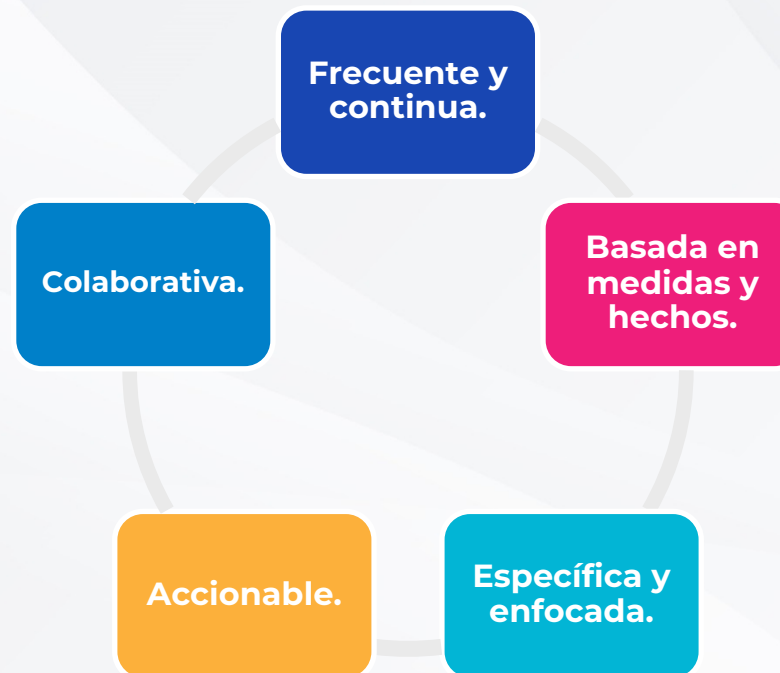 Frecuente y
continua.
Basada en
medidas y
hechos.
Específica y
enfocada.
Accionable.
Colaborativa.